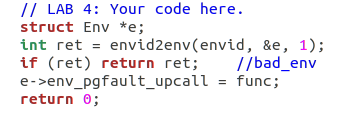 // LAB 4: Your code here.
struct Env *e;
int ret = envid2env(envid, &e, 1);
if (ret) return ret;    //bad_env
e->env_pgfault_upcall = func;
return 0;